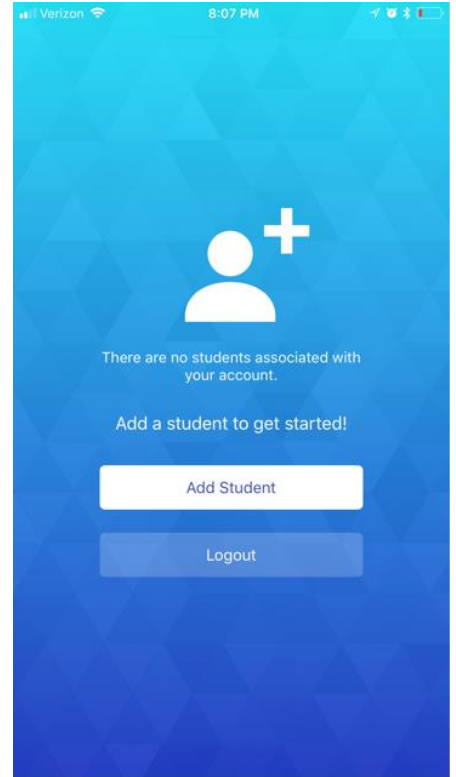 Verizon 8:07 PM
There are no students associated with
your account.
Add a student to get started!
Add Student
Logout